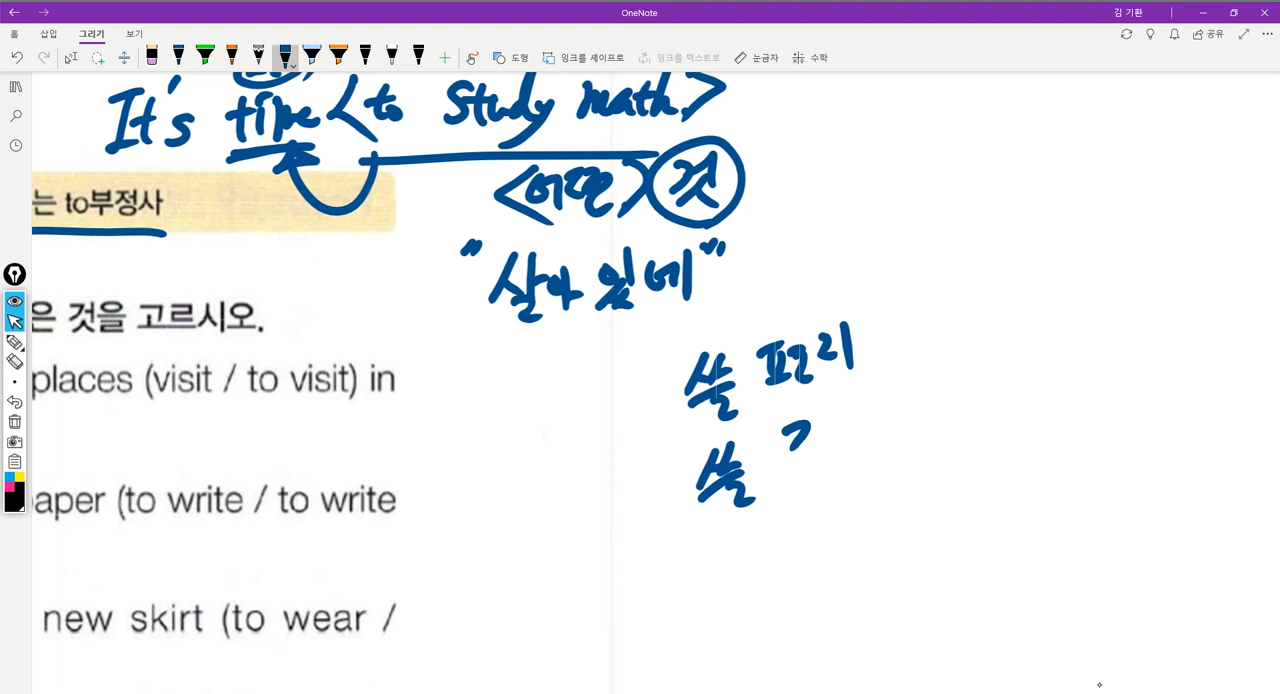 OneNote
김 기환
홈 삽입 그리기 보기
공유
도형 잉크를 셰이프로 잉크를 텍스트로 눈금자 수학
It's time <to study math>
<어떤> 것
는 to부정사
"살아 있네"
은 것을 고르시오.
쓸
places (visit / to visit) in
쓸
paper (to write / to write
new skirt (to wear /